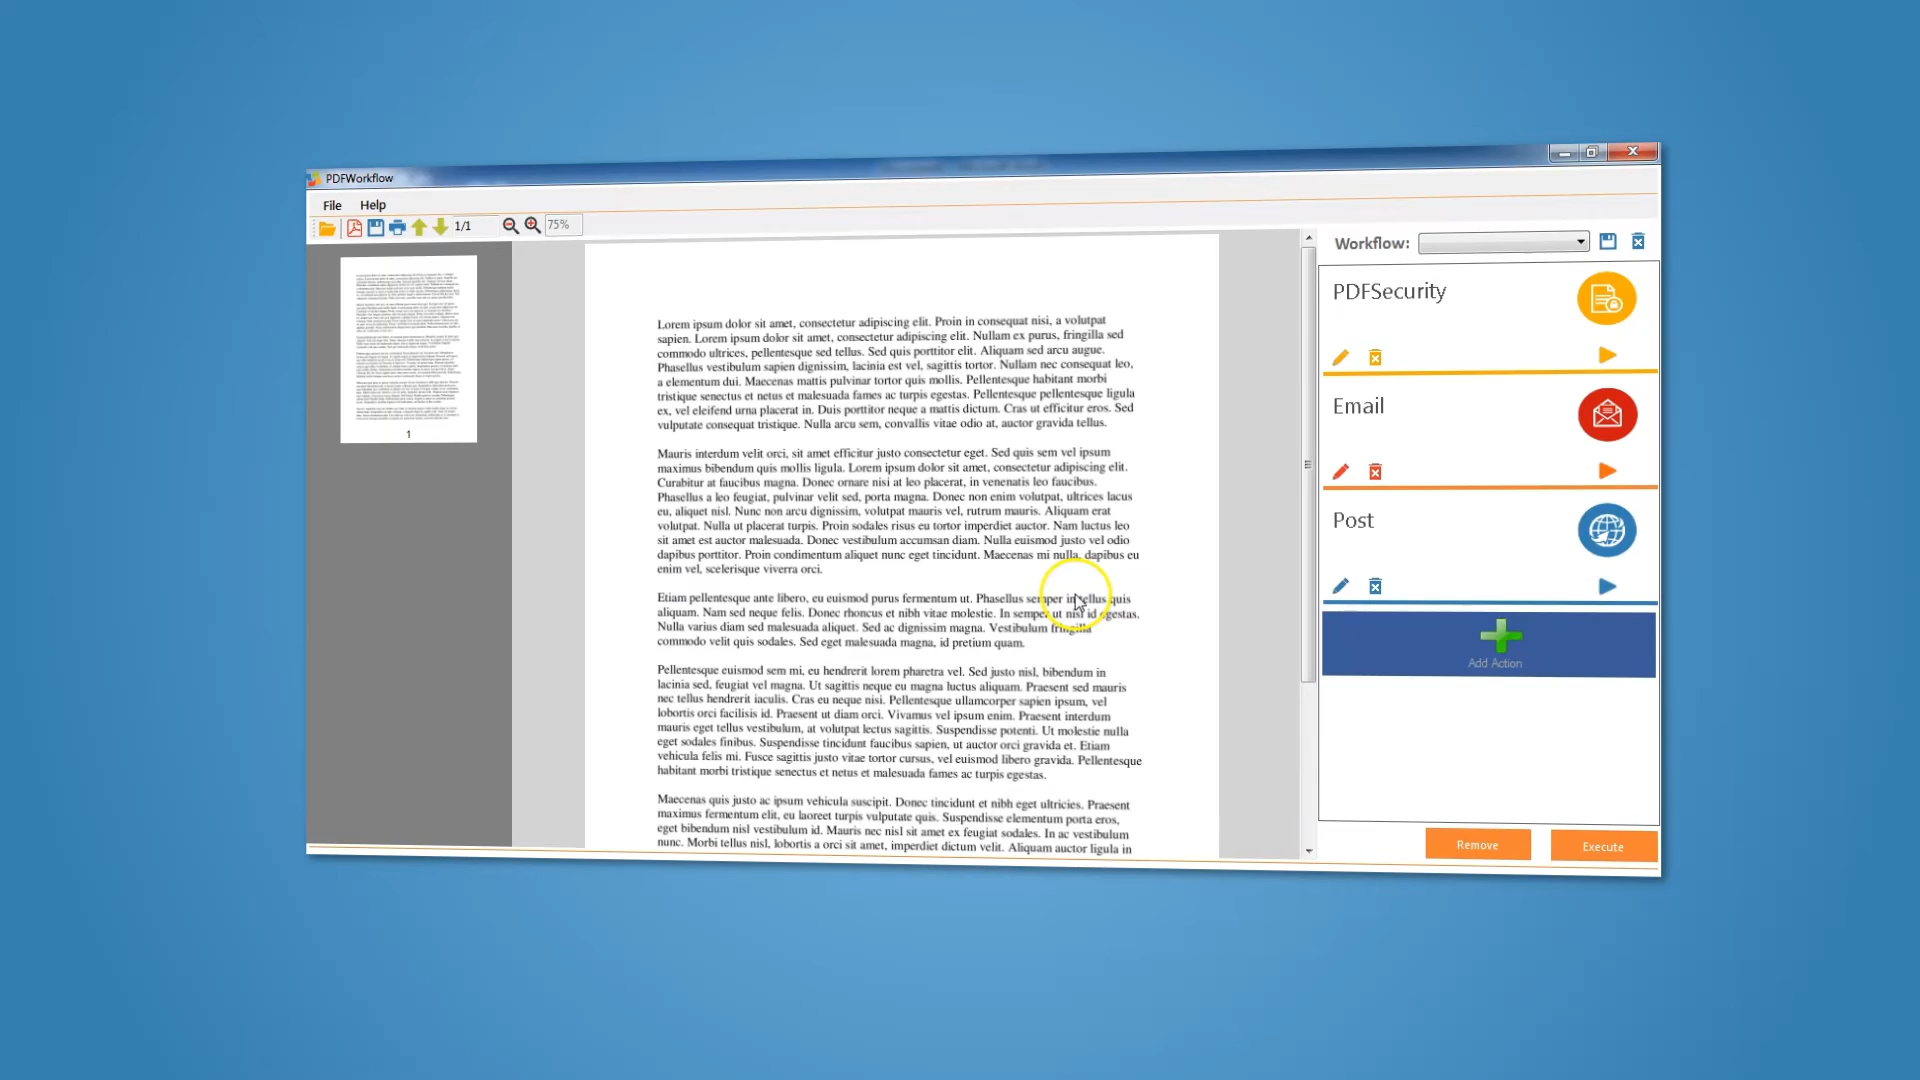 PDFWorkflow
File Help
1/1 75%
1
Lorem ipsum dolor sit amet, consectetur adipiscing elit. Proin in consequat nisi, a volutpat
sapien. Lorem ipsum dolor sit amet, consectetur adipiscing elit. Nullam ex purus, fringilla sed
commodo ultrices, pellentesque sed tellus. Sed quis porttitor elit. Aliquam sed arcu augue.
Phasellus vestibulum sapien dignissim, lacinia est vel, sagittis tortor. Nullam nec consequat leo,
a elementum dui. Maecenas mattis pulvinar tortor quis mollis. Pellentesque habitant morbi
tristique senectus et netus et malesuada fames ac turpis egestas. Pellentesque pellentesque ligula
ex, vel eleifend urna placerat in. Duis porttitor neque a mattis dictum. Cras ut efficitur eros. Sed
vulputate consequat tristique. Nulla arcu sem, convallis vitae odio at, auctor gravida tellus.
Mauris interdum velit orci, sit amet efficitur justo consectetur eget. Sed quis sem vel ipsum
maximus bibendum quis mollis ligula. Lorem ipsum dolor sit amet, consectetur adipiscing elit.
Curabitur at faucibus magna. Donec ornare nisi at leo placerat, in venenatis leo faucibus.
Phasellus a leo feugiat, pulvinar velit sed, porta magna. Donec non enim volutpat, ultrices lacus
eu, aliquet nisl. Nunc non arcu dignissim, volutpat mauris vel, rutrum mauris. Aliquam erat
volutpat. Nulla ut placerat turpis. Proin sodales risus eu tortor imperdiet auctor. Nam luctus leo
sit amet est auctor malesuada. Donec vestibulum accumsan diam. Nulla euismod justo vel odio
dapibus porttitor. Proin condimentum aliquet nunc eget tincidunt. Maecenas mi nulla, dapibus eu
enim vel, scelerisque viverra orci.
Etiam pellentesque ante libero, eu euismod purus fermentum ut. Phasellus semper in tellus quis
aliquam. Nam sed neque felis. Donec rhoncus et nibh vitae molestie. In semper ut nisl id egestas.
Nulla varius diam sed malesuada aliquet. Sed ac dignissim magna. Vestibulum fringilla
commodo velit quis sodales. Sed eget malesuada magna, id pretium quam.
Pellentesque euismod sem mi, eu hendrerit lorem pharetra vel. Sed justo nisl, bibendum in
lacinia sed, feugiat vel magna. Ut sagittis neque eu magna luctus aliquam. Praesent sed mauris
nec tellus hendrerit iaculis. Cras eu neque nisi. Pellentesque ullamcorper sapien ipsum, vel
lobortis orci facilisis id. Praesent ut diam orci. Vivamus vel ipsum enim. Praesent interdum
mauris eget tellus vestibulum, at volutpat lectus sagittis. Suspendisse potenti. Ut molestie nulla
eget sodales finibus. Suspendisse tincidunt faucibus sapien, ut auctor orci gravida et. Etiam
vehicula felis mi. Fusce sagittis justo vitae tortor cursus, vel euismod libero gravida. Pellentesque
habitant morbi tristique senectus et netus et malesuada fames ac turpis egestas.
Maecenas quis justo ac ipsum vehicula suscipit. Donec tincidunt et nibh eget ultricies. Praesent
maximus fermentum elit, eu laoreet turpis vulputate quis. Suspendisse elementum porta eros,
eget bibendum nisl vestibulum id. Mauris nec nisl sit amet ex feugiat sodales. In ac vestibulum
nunc. Morbi tellus nisl, lobortis a orci sit amet, imperdiet dictum velit. Aliquam auctor ligula in
Workflow:
PDFSecurity
Email
Post
Add Action
Remove Execute